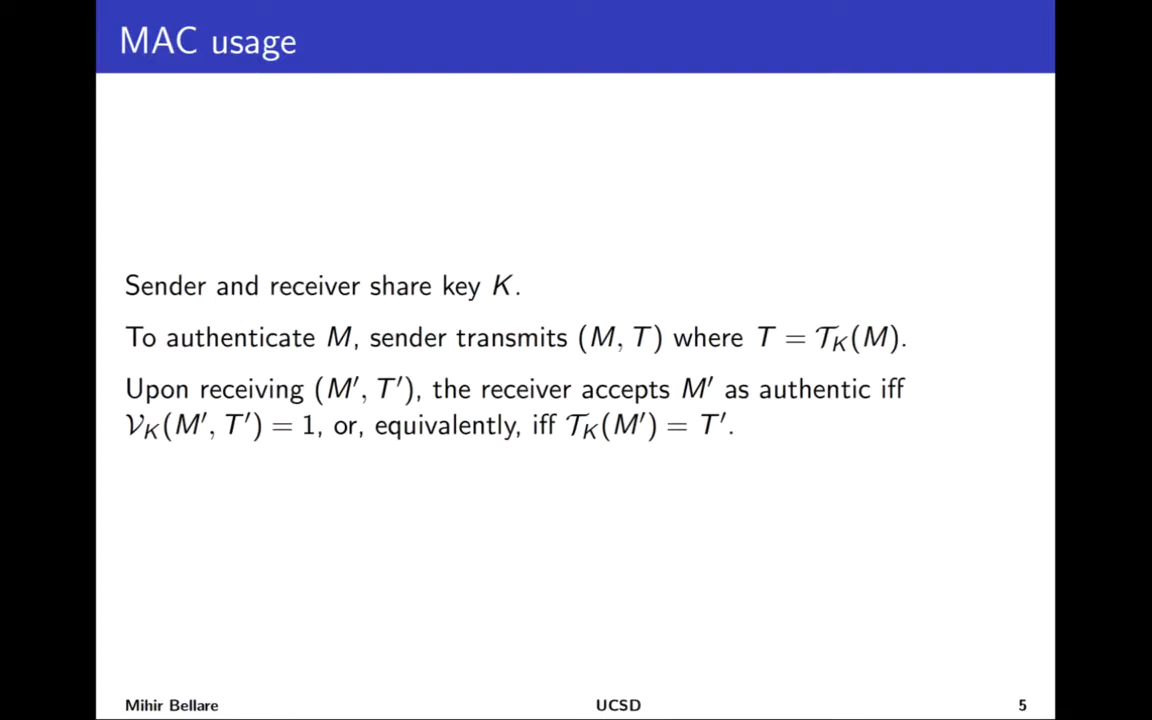 MAC usage
Sender and receiver share key K.
To authenticate M, sender transmits (M, T) where T = 𝒯_K(M).
Upon receiving (M′, T′), the receiver accepts M′ as authentic iff
𝒱_K(M′, T′) = 1, or, equivalently, iff 𝒯_K(M′) = T′.
Mihir Bellare UCSD 5